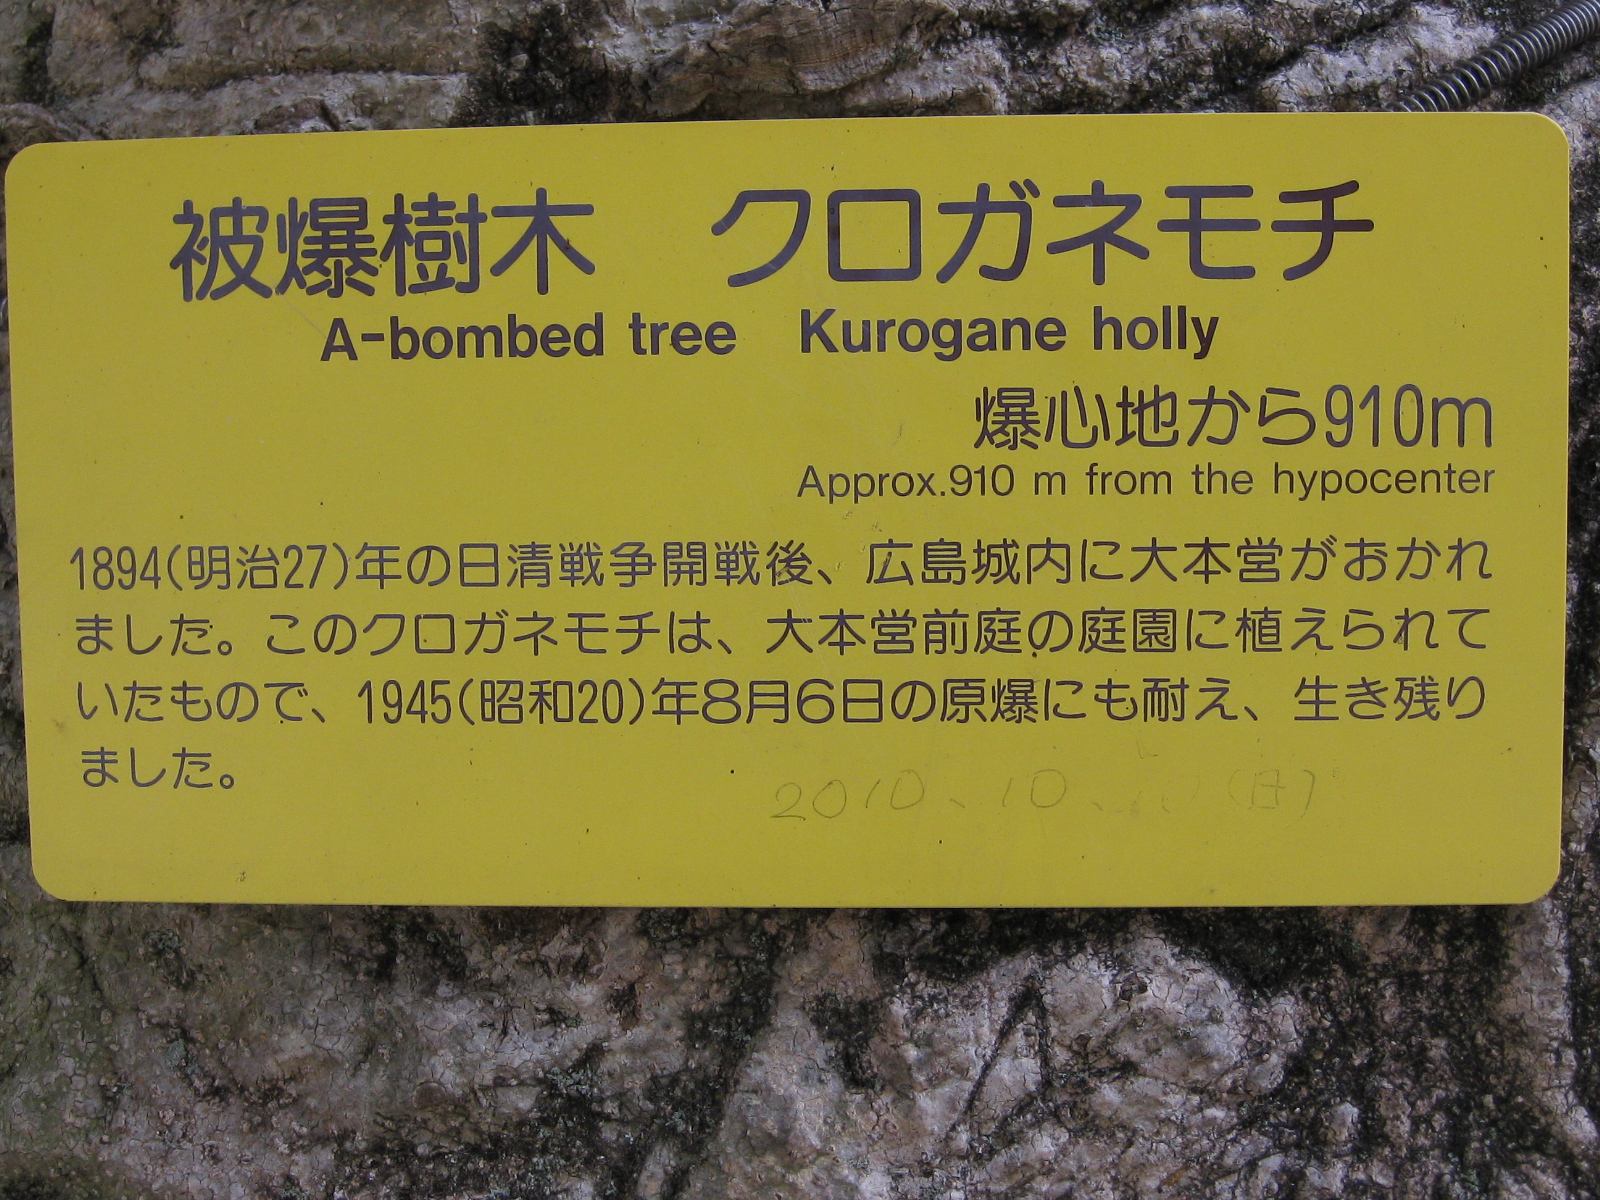 被爆樹木　クロガネモチ
A-bombed tree　Kurogane holly
爆心地から910m
Approx.910 m from the hypocenter
1894(明治27)年の日清戦争開戦後、広島城内に大本営がおかれ
ました。このクロガネモチは、大本営前庭の庭園に植えられて
いたもので、1945(昭和20)年8月6日の原爆にも耐え、生き残り
ました。
2010、10、 (日)